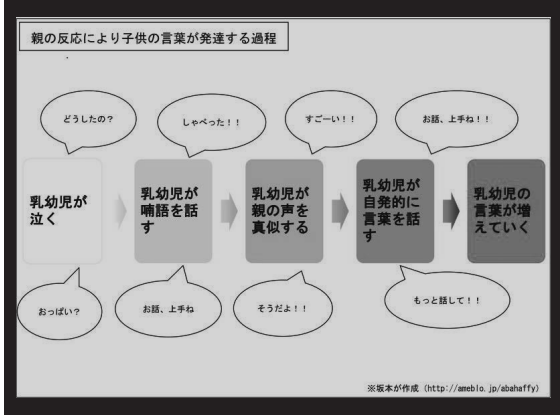 親の反応により子供の言葉が発達する過程
どうしたの？
しゃべった！！
すごーい！！
お話、上手ね！！
乳幼児が
泣く
乳幼児が
喃語を話
す
乳幼児が
親の声を
真似する
乳幼児が
自発的に
言葉を話
す
乳幼児の
言葉が増
えていく
おっぱい？
お話、上手ね
そうだよ！！
もっと話して！！
※坂本が作成（http://ameblo.jp/abahaffy）